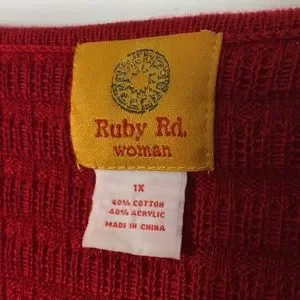 Ruby Rd.
woman
1X
60% COTTON
40% ACRYLIC
MADE IN CHINA